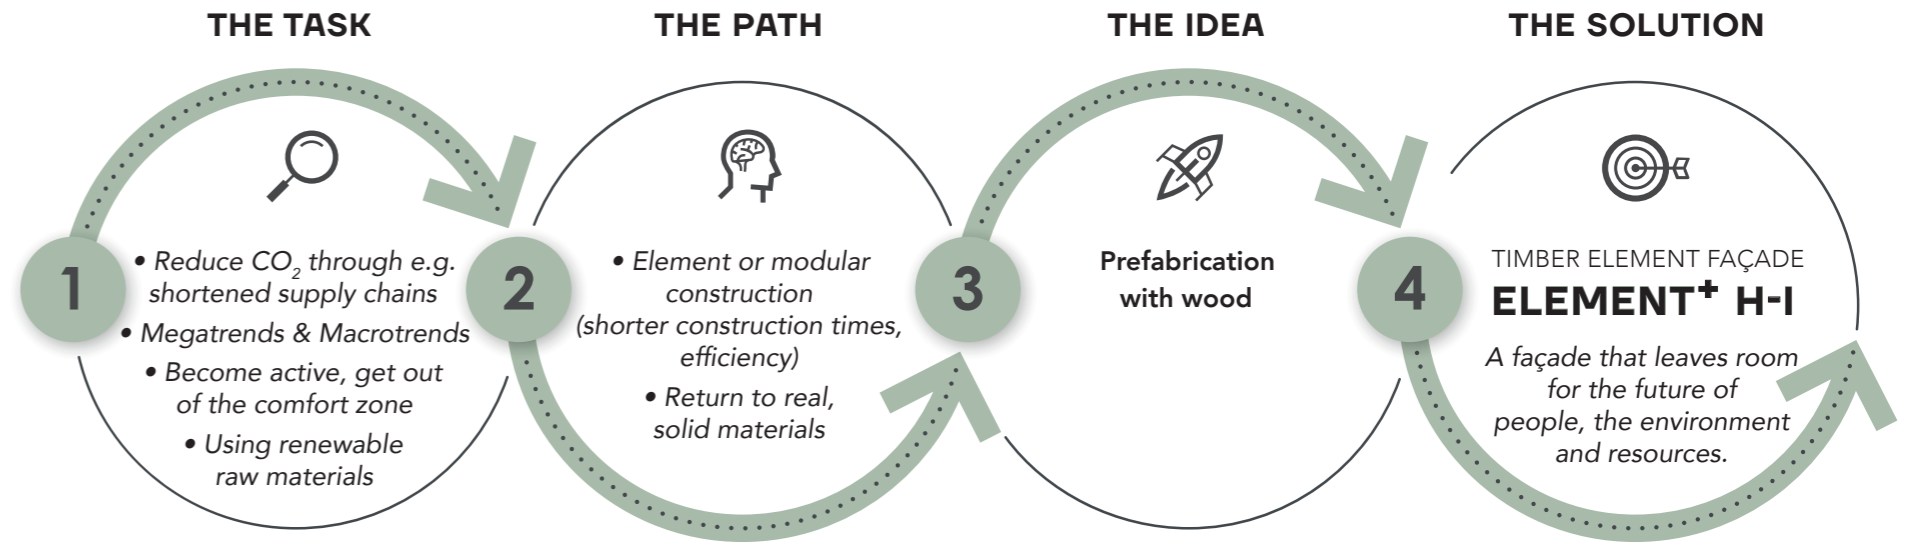 THE TASK
1
• Reduce CO₂ through e.g.
shortened supply chains
• Megatrends & Macrotrends
• Become active, get out
of the comfort zone
• Using renewable
raw materials
THE PATH
2
• Element or modular
construction
(shorter construction times,
efficiency)
• Return to real,
solid materials
THE IDEA
3
Prefabrication
with wood
THE SOLUTION
4
TIMBER ELEMENT FAÇADE
ELEMENT⁺ H-I
A façade that leaves room
for the future of
people, the environment
and resources.